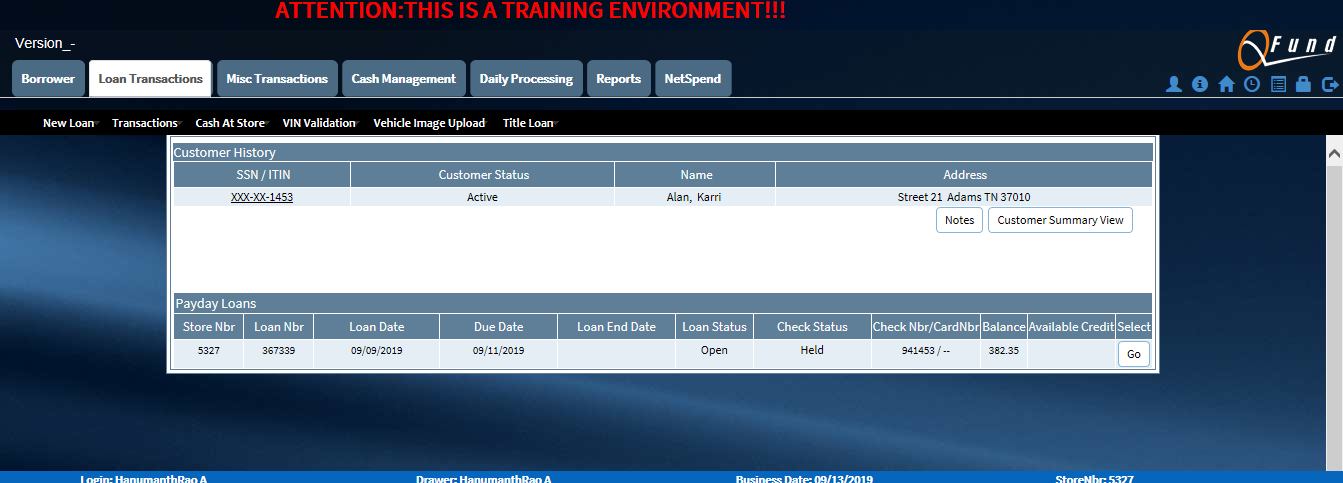 ATTENTION:THIS IS A TRAINING ENVIRONMENT!!!
Version_-
QFund
Borrower Loan Transactions Misc Transactions Cash Management Daily Processing Reports NetSpend
New Loan Transactions Cash At Store VIN Validation Vehicle Image Upload Title Loan
Customer History
SSN / ITIN Customer Status Name Address
XXX-XX-1453 Active Alan, Karri Street 21 Adams TN 37010
Notes Customer Summary View
Payday Loans
Store Nbr Loan Nbr Loan Date Due Date Loan End Date Loan Status Check Status Check Nbr/CardNbr Balance Available Credit Select
5327 367339 09/09/2019 09/11/2019 Open Held 941453 / -- 382.35 Go
Login: HanumanthRao A Drawer: HanumanthRao A Business Date: 09/13/2019 StoreNbr: 5327